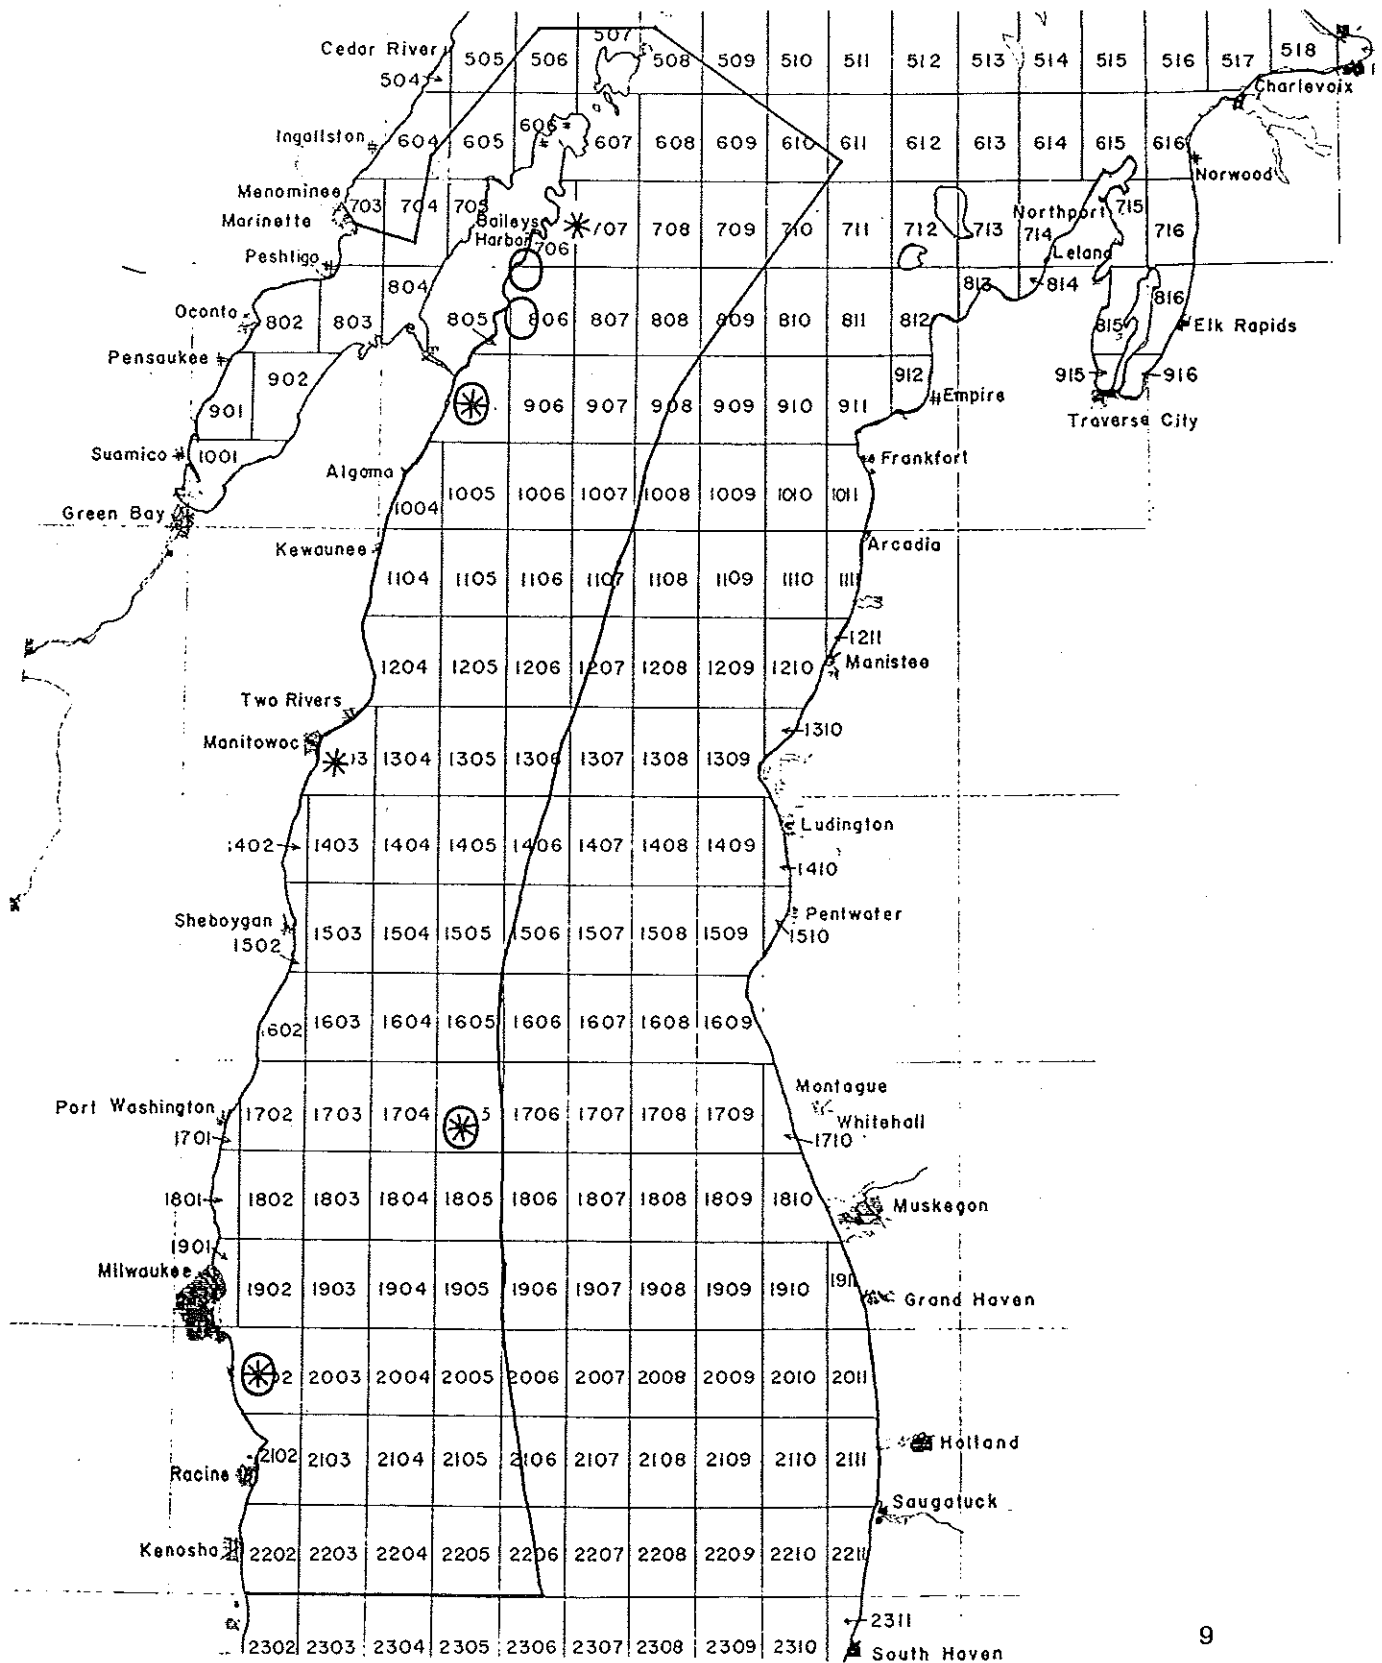 507
Cedar River 505 506 508 509 510 511 512 513 514 515 516 517 518
504
Charlevoix
606
Ingallston 604 605 607 608 609 610 611 612 613 614 615 616
Norwood
Menominee 703 704 705
Marinette
Baileys Harbor 706 707 708 709 710 711 712 713 Northport 714 715 716
Leland
Peshtigo
804 813 814 816
Oconto 802 803 805 806 807 808 809 810 811 812 815 Elk Rapids
Pensaukee
902 912 915 916
901 906 907 908 909 910 911 Empire
Traverse City
Suamico 1001 Frankfort
Algoma
1004 1005 1006 1007 1008 1009 1010 1011
Green Bay
Kewaunee Arcadia
1104 1105 1106 1107 1108 1109 1110 1111
1211
1204 1205 1206 1207 1208 1209 1210 Manistee
Two Rivers
1310
Manitowoc 3 1304 1305 1306 1307 1308 1309
Ludington
1402 1403 1404 1405 1406 1407 1408 1409
1410
Sheboygan Pentwater
1502 1503 1504 1505 1506 1507 1508 1509 1510
1602 1603 1604 1605 1606 1607 1608 1609
Montague
Port Washington 1702 1703 1704 5 1706 1707 1708 1709 Whitehall
1701 1710
1801 1802 1803 1804 1805 1806 1807 1808 1809 1810 Muskegon
1901
Milwaukee 1902 1903 1904 1905 1906 1907 1908 1909 1910 1911 Grand Haven
02 2003 2004 2005 2006 2007 2008 2009 2010 2011
Holland
Racine 2102 2103 2104 2105 2106 2107 2108 2109 2110 2111
Saugatuck
Kenosha 2202 2203 2204 2205 2206 2207 2208 2209 2210 2211
2311
2302 2303 2304 2305 2306 2307 2308 2309 2310 South Haven
9